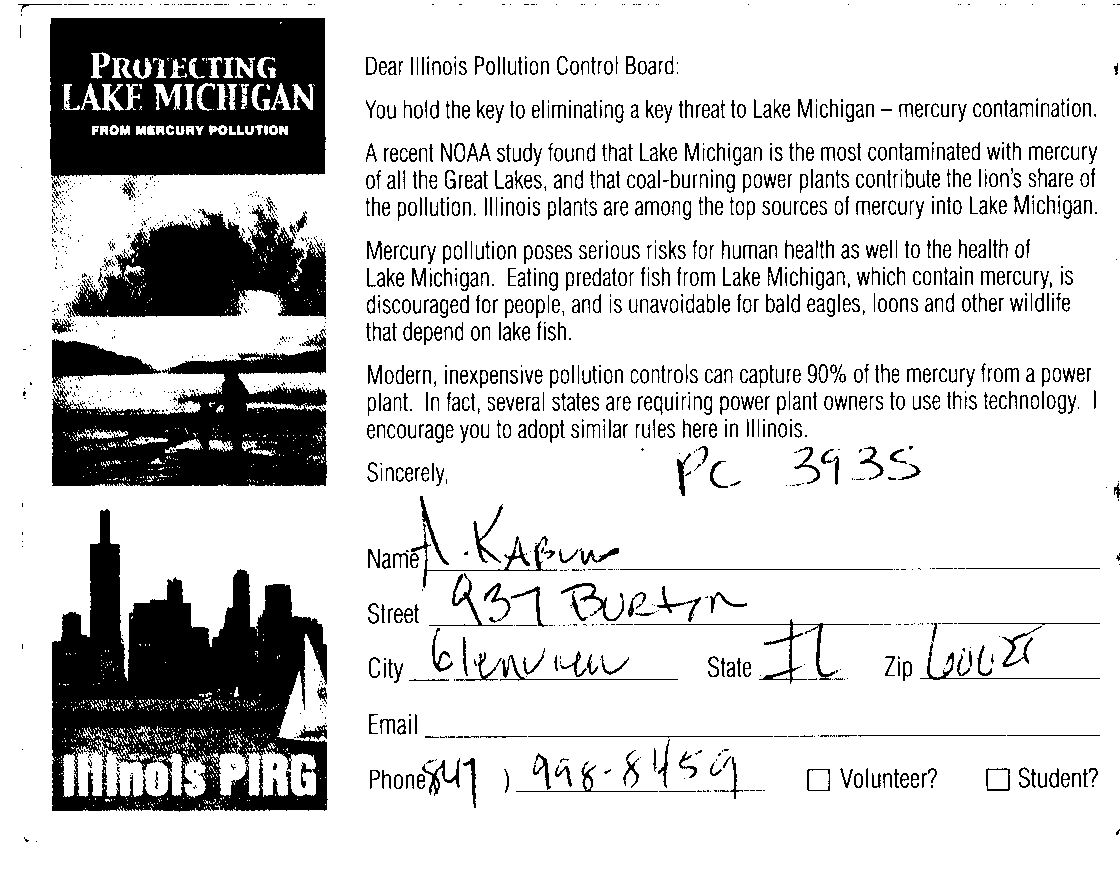 PROTECTING
LAKE MICHIGAN
FROM MERCURY POLLUTION
Illinois PIRG
Dear Illinois Pollution Control Board:
You hold the key to eliminating a key threat to Lake Michigan – mercury contamination.
A recent NOAA study found that Lake Michigan is the most contaminated with mercury
of all the Great Lakes, and that coal-burning power plants contribute the lion's share of
the pollution. Illinois plants are among the top sources of mercury into Lake Michigan.
Mercury pollution poses serious risks for human health as well to the health of
Lake Michigan. Eating predator fish from Lake Michigan, which contain mercury, is
discouraged for people, and is unavoidable for bald eagles, loons and other wildlife
that depend on lake fish.
Modern, inexpensive pollution controls can capture 90% of the mercury from a power
plant. In fact, several states are requiring power plant owners to use this technology. I
encourage you to adopt similar rules here in Illinois.
Sincerely,
PC 3935
Name A.
Street 937 Burton
City Glenview State IL Zip
Email
Phone 847 ) 998-8459 Volunteer? Student?